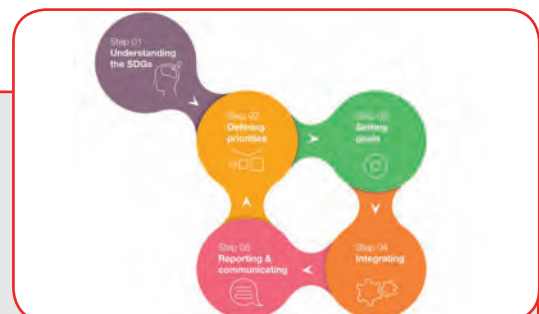 Step 01
Understanding
the SDGs
Step 02
Defining
priorities
Step 03
Setting
goals
Step 04
Integrating
Step 05
Reporting &
communicating